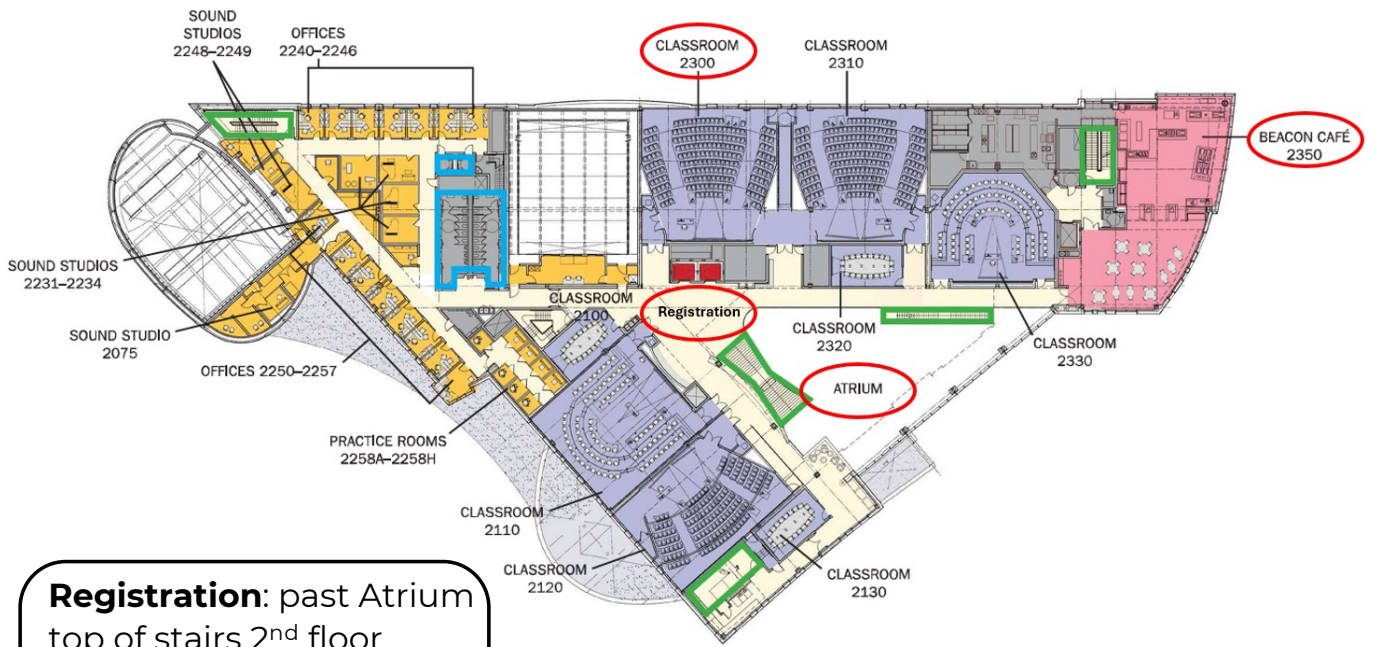 SOUND
STUDIOS
2248–2249
OFFICES
2240–2246
CLASSROOM
2300
CLASSROOM
2310
BEACON CAFÉ
2350
SOUND STUDIOS
2231–2234
CLASSROOM
2100
Registration
CLASSROOM
2320
CLASSROOM
2330
SOUND STUDIO
2075
OFFICES 2250–2257
ATRIUM
PRACTICE ROOMS
2258A–2258H
CLASSROOM
2110
CLASSROOM
2120
CLASSROOM
2130
Registration: past Atrium
top of stairs 2nd floor